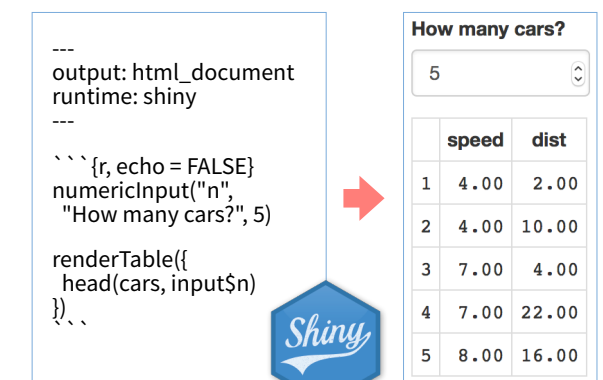 ---
output: html_document
runtime: shiny
---
```{r, echo = FALSE}
numericInput("n",
"How many cars?", 5)
renderTable({
head(cars, input$n)
})
```
Shiny
How many cars?
5
speed dist
1 4.00 2.00
2 4.00 10.00
3 7.00 4.00
4 7.00 22.00
5 8.00 16.00